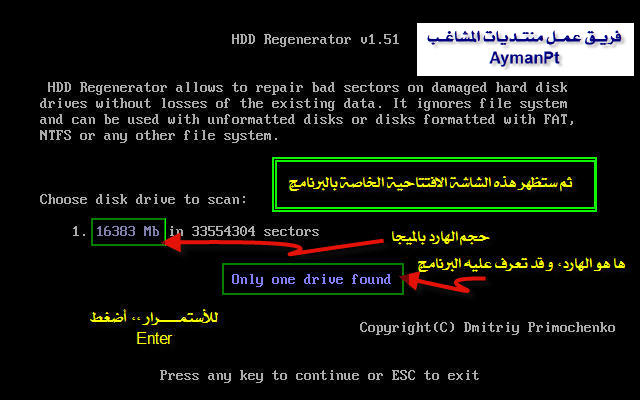 HDD Regenerator v1.51
فريق عمل منتديات المشاغب
AymanPt
HDD Regenerator allows to repair bad sectors on damaged hard disk
drives without losses of the existing data. It ignores file system
and can be used with unformatted disks or disks formatted with FAT,
NTFS or any other file system.
ثم ستظهر هذه الشاشة الافتتاحية الخاصة بالبرنامج
Choose disk drive to scan:
1. 16383 Mb in 33554304 sectors
حجم الهارد بالميجا
ها هو الهارد، وقد تعرف عليه البرنامج
Only one drive found
للأستمــــرار،، أضغط
Enter
Copyright(C) Dmitriy Primochenko
Press any key to continue or ESC to exit